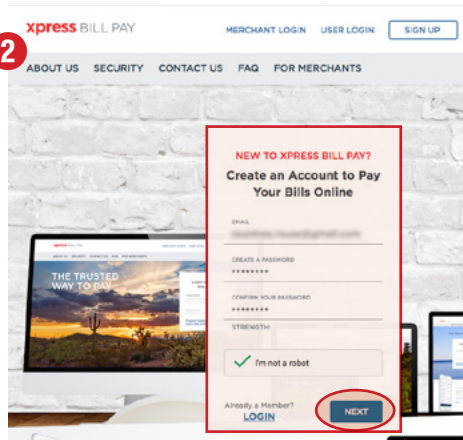 xpress BILL PAY
MERCHANT LOGIN USER LOGIN SIGN UP
2
ABOUT US SECURITY CONTACT US FAQ FOR MERCHANTS
NEW TO XPRESS BILL PAY?
Create an Account to Pay
Your Bills Online
EMAIL
CREATE A PASSWORD
••••••••
CONFIRM YOUR PASSWORD
••••••••
STRENGTH
I'm not a robot
Already a Member?
LOGIN
NEXT
THE TRUSTED
WAY TO PAY